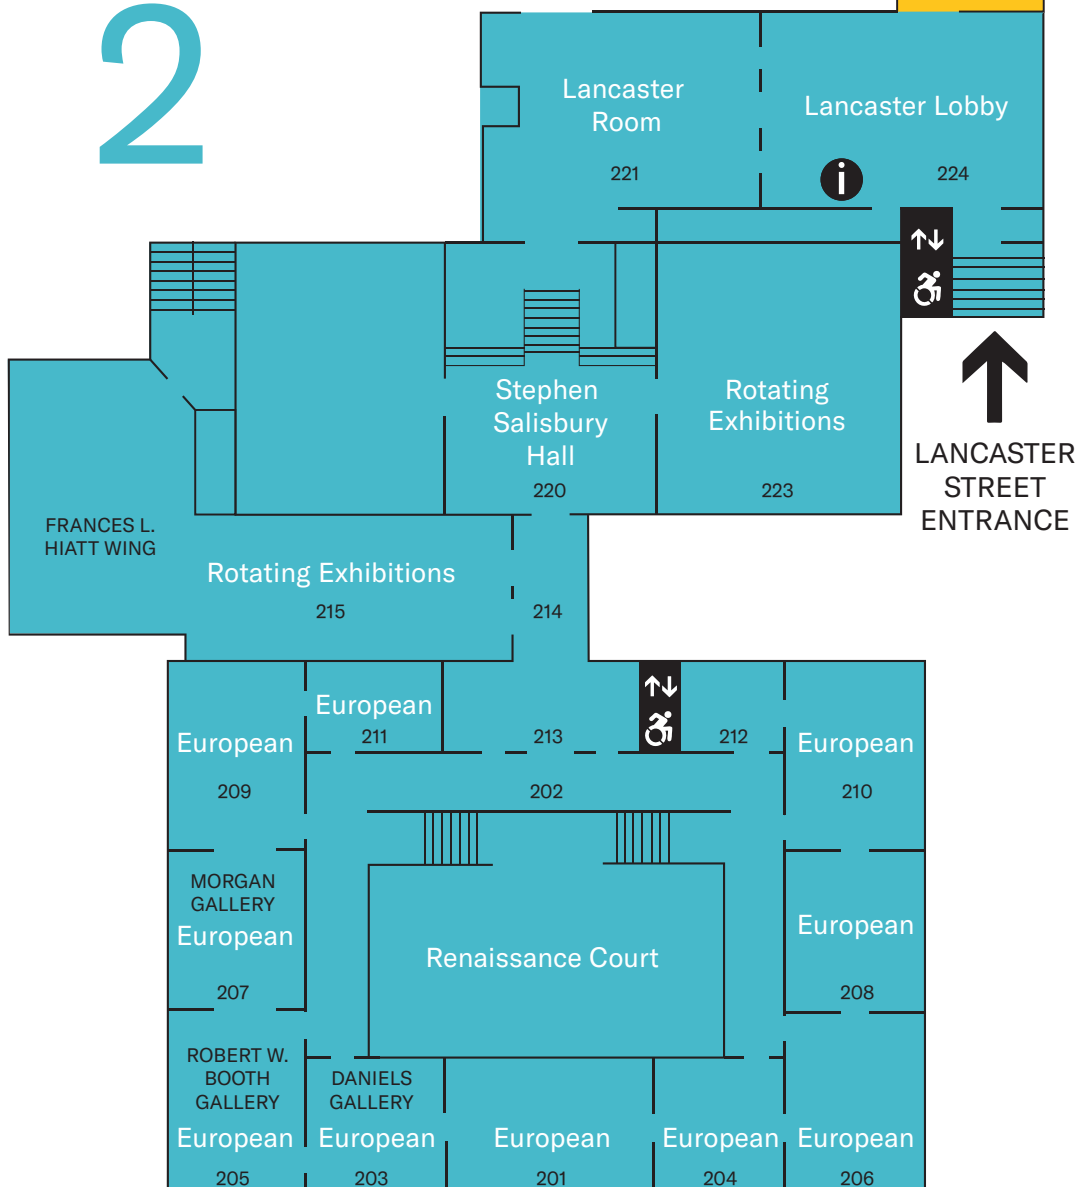 2
Lancaster
Room
221
Lancaster Lobby
i
224
Stephen
Salisbury
Hall
220
Rotating
Exhibitions
223
LANCASTER
STREET
ENTRANCE
FRANCES L.
HIATT WING
Rotating Exhibitions
215
214
European
209
European
211
213
212
European
210
202
MORGAN
GALLERY
European
207
Renaissance Court
European
208
ROBERT W.
BOOTH
GALLERY
European
205
DANIELS
GALLERY
European
203
European
201
European
204
European
206